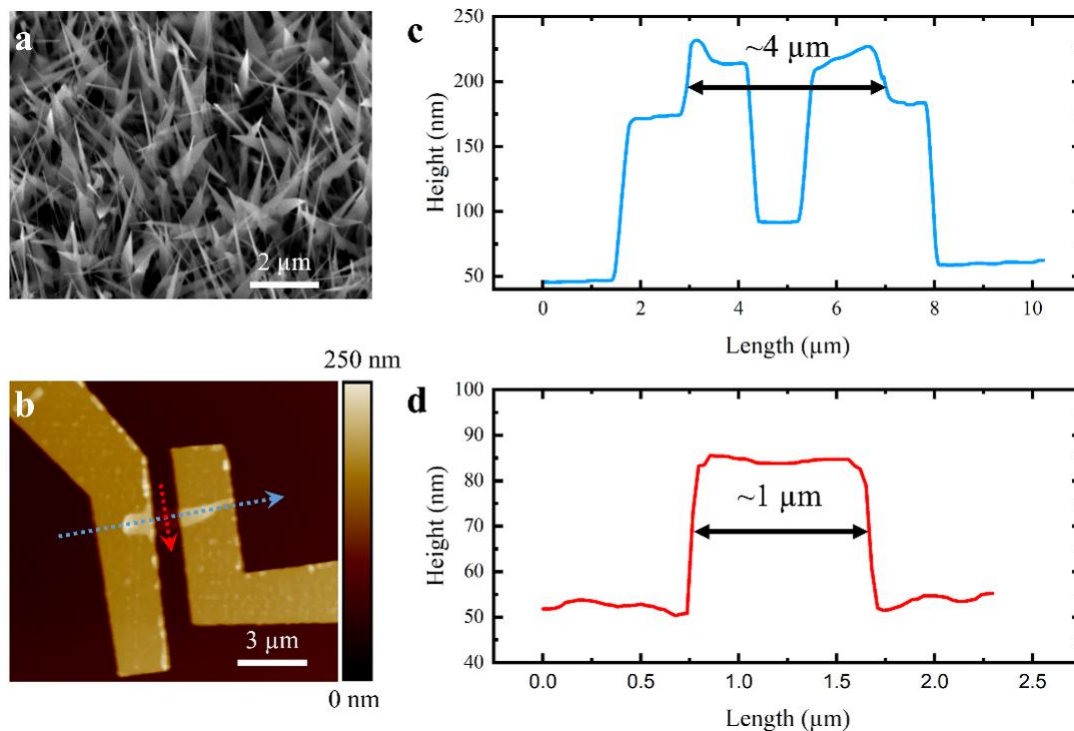 a
2 µm
b
250 nm
3 µm
0 nm
c
250
200
150
100
50
Height (nm)
~4 µm
0
2
4
6
8
10
Length (µm)
d
100
90
80
70
60
50
40
Height (nm)
~1 µm
0.0
0.5
1.0
1.5
2.0
2.5
Length (µm)